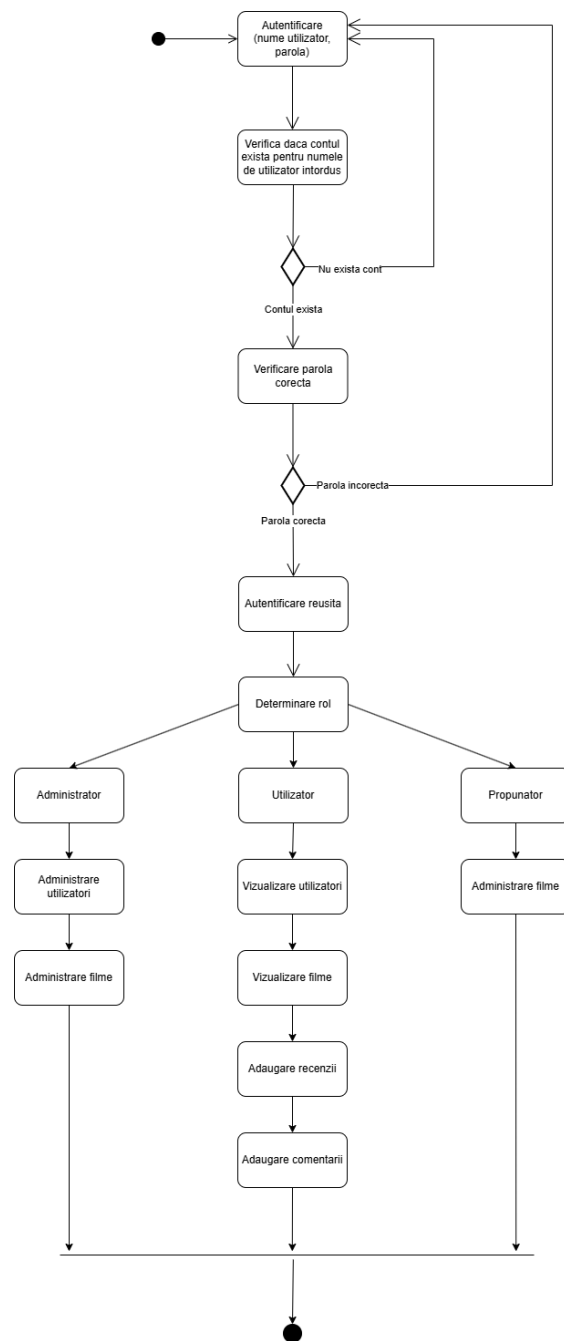 Autentificare
(nume utilizator,
parola)
Verifica daca contul
exista pentru numele
de utilizator intordus
Nu exista cont
Contul exista
Verificare parola
corecta
Parola incorecta
Parola corecta
Autentificare reusita
Determinare rol
Administrator
Utilizator
Propunator
Administrare
utilizatori
Vizualizare utilizatori
Administrare filme
Administrare filme
Vizualizare filme
Adaugare recenzii
Adaugare comentarii